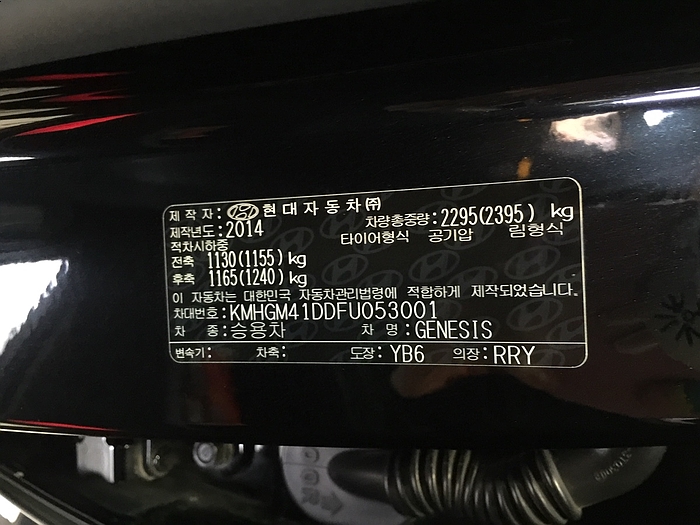 제 작 자 : 현 대 자 동 차 ㈜
제작년도 : 2014 차량총중량 : 2295(2395) kg
적차시하중 타이어형식 공기압 림형식
전축 1130(1155) kg
후축 1165(1240) kg
이 자동차는 대한민국 자동차관리법령에 적합하게 제작되었습니다.
차대번호 : KMHGM41DDFU053001
차 종 : 승용차 차 명 : GENESIS
변속기 : 차축 : 도장 : YB6 의장 : RRY